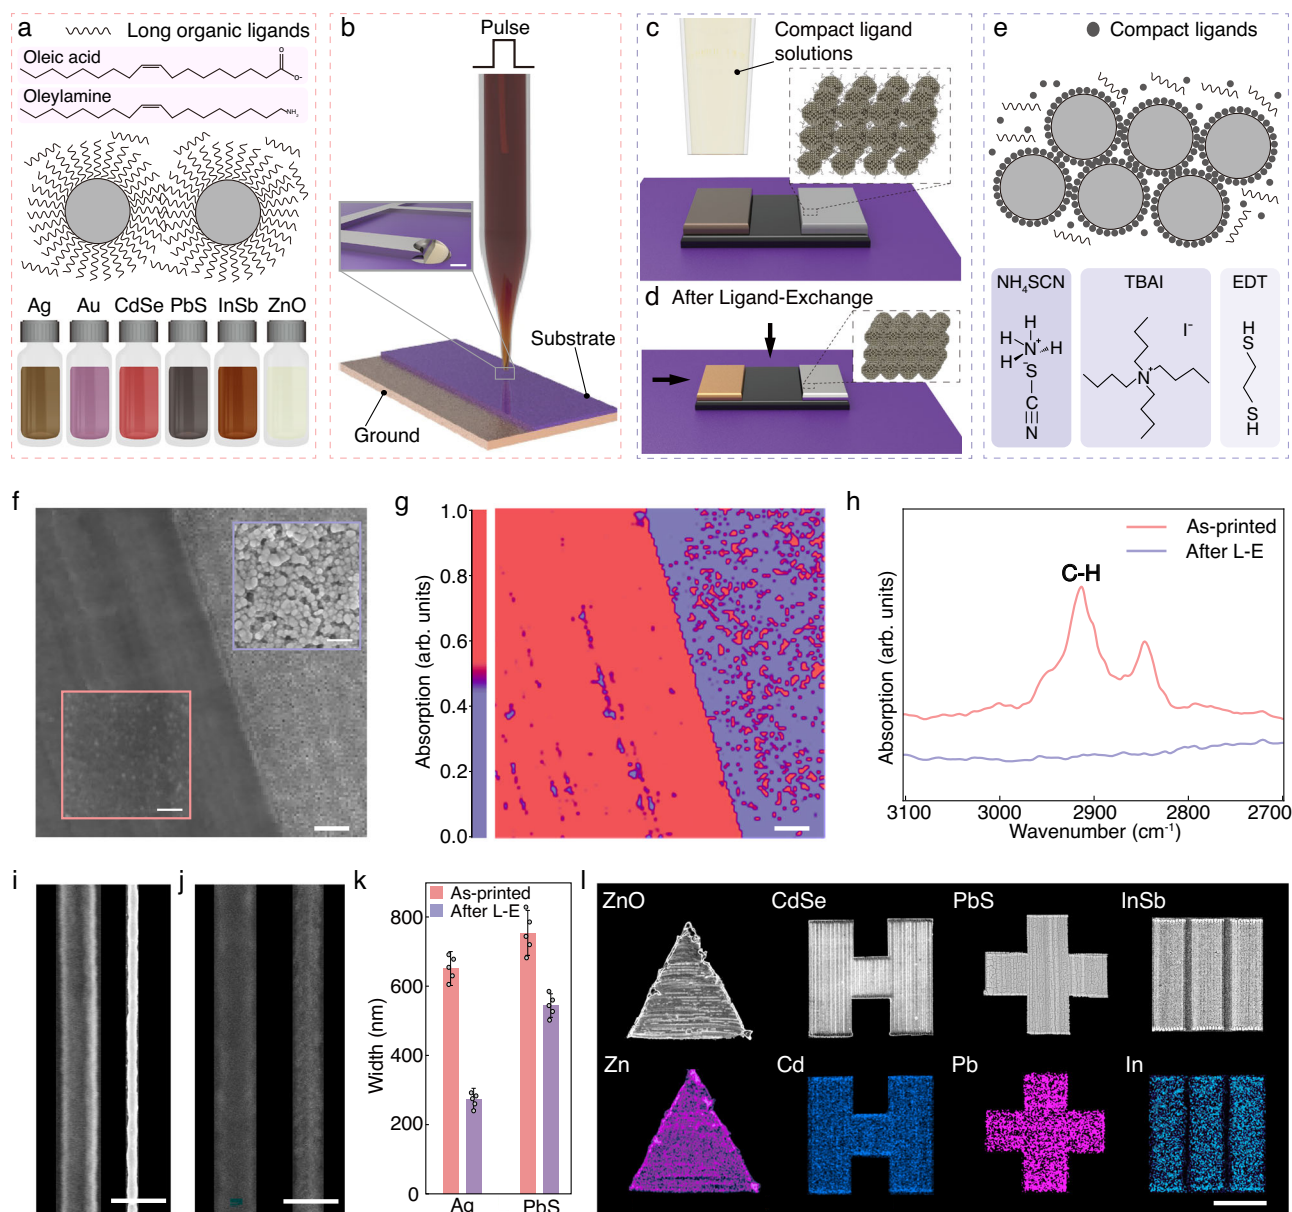 a
Long organic ligands
Oleic acid
O
O-
Oleylamine
NH2
Ag Au CdSe PbS InSb ZnO
b
Pulse
Substrate
Ground
c
Compact ligand
solutions
d After Ligand-Exchange
e
Compact ligands
NH4SCN
H
H N+ H
H
-S
C
N
TBAI
I-
N+
EDT
HS
SH
f
g
Absorption (arb. units)
1.0
0.8
0.6
0.4
0.2
0.0
h
As-printed
After L-E
C-H
Absorption (arb. units)
3100 3000 2900 2800 2700
Wavenumber (cm-1)
i
j
k
As-printed
After L-E
Width (nm)
800
600
400
200
0
Ag PbS
l
ZnO CdSe PbS InSb
Zn Cd Pb In